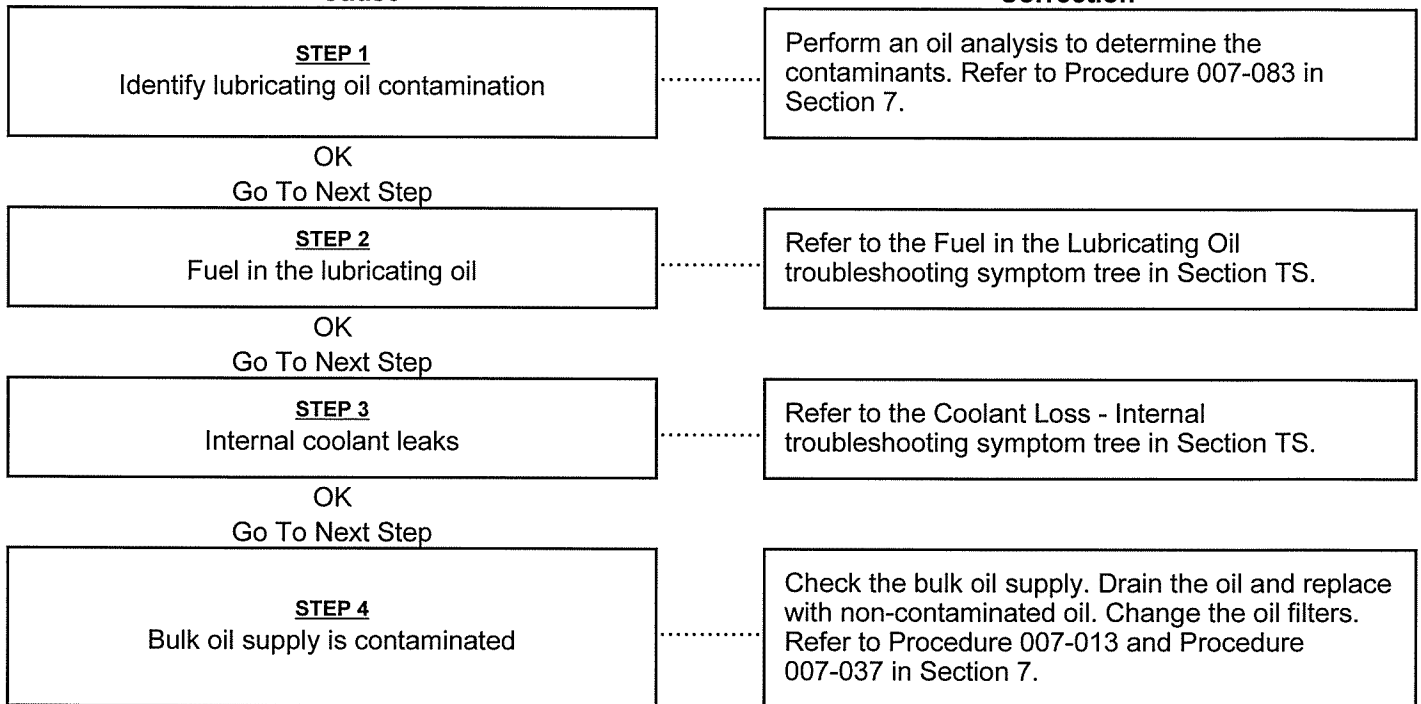 STEP 1
Identify lubricating oil contamination
Perform an oil analysis to determine the
contaminants. Refer to Procedure 007-083 in
Section 7.
OK
Go To Next Step
STEP 2
Fuel in the lubricating oil
Refer to the Fuel in the Lubricating Oil
troubleshooting symptom tree in Section TS.
OK
Go To Next Step
STEP 3
Internal coolant leaks
Refer to the Coolant Loss - Internal
troubleshooting symptom tree in Section TS.
OK
Go To Next Step
STEP 4
Bulk oil supply is contaminated
Check the bulk oil supply. Drain the oil and replace
with non-contaminated oil. Change the oil filters.
Refer to Procedure 007-013 and Procedure
007-037 in Section 7.